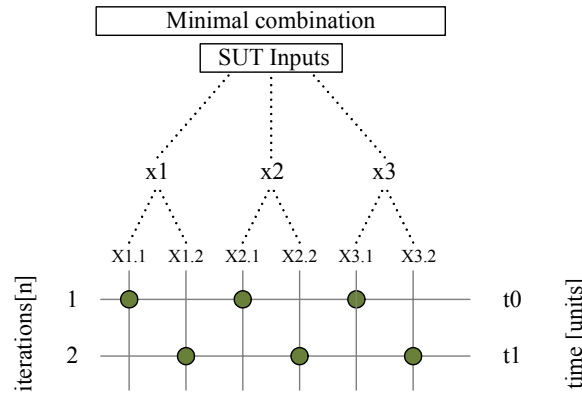 Minimal combination
SUT Inputs
x1 x2 x3
X1.1 X1.2 X2.1 X2.2 X3.1 X3.2
iterations[n]
1 t0
2 t1
time [units]